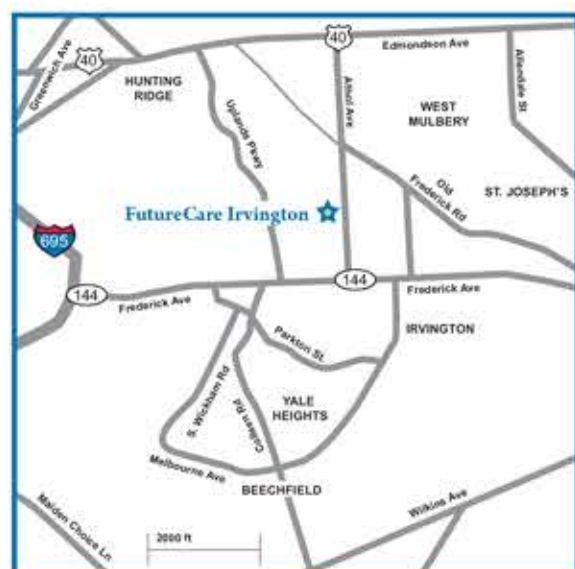 40
Edmondson Ave
Greenwich Ave
40
HUNTING
RIDGE
Uplands Pkwy
Athol Ave
Allendale St
WEST
MULBERY
Old
Frederick Rd
ST. JOSEPH'S
FutureCare Irvington
695
144
Frederick Ave
144
Frederick Ave
IRVINGTON
Parkton St.
S. Wickham Rd
Colleen Rd
YALE
HEIGHTS
Melbourne Ave
BEECHFIELD
Wilkins Ave
Maiden Choice Ln
2000 ft